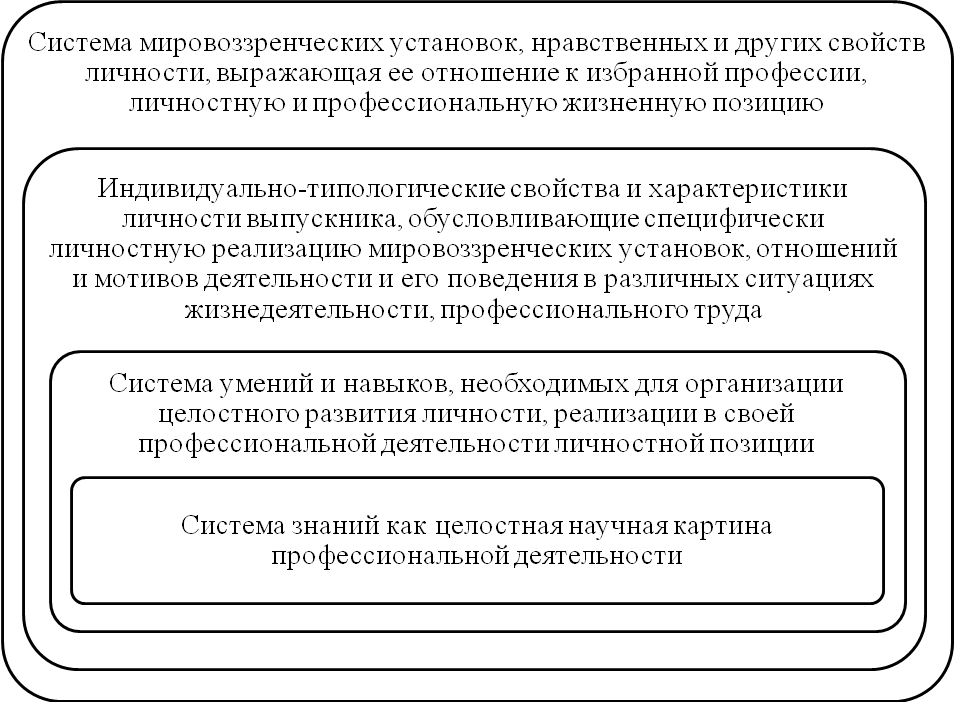 Система мировоззренческих установок, нравственных и других свойств
личности, выражающая ее отношение к избранной профессии,
личностную и профессиональную жизненную позицию
Индивидуально-типологические свойства и характеристики
личности выпускника, обусловливающие специфически
личностную реализацию мировоззренческих установок, отношений
и мотивов деятельности и его поведения в различных ситуациях
жизнедеятельности, профессионального труда
Система умений и навыков, необходимых для организации
целостного развития личности, реализации в своей
профессиональной деятельности личностной позиции
Система знаний как целостная научная картина
профессиональной деятельности